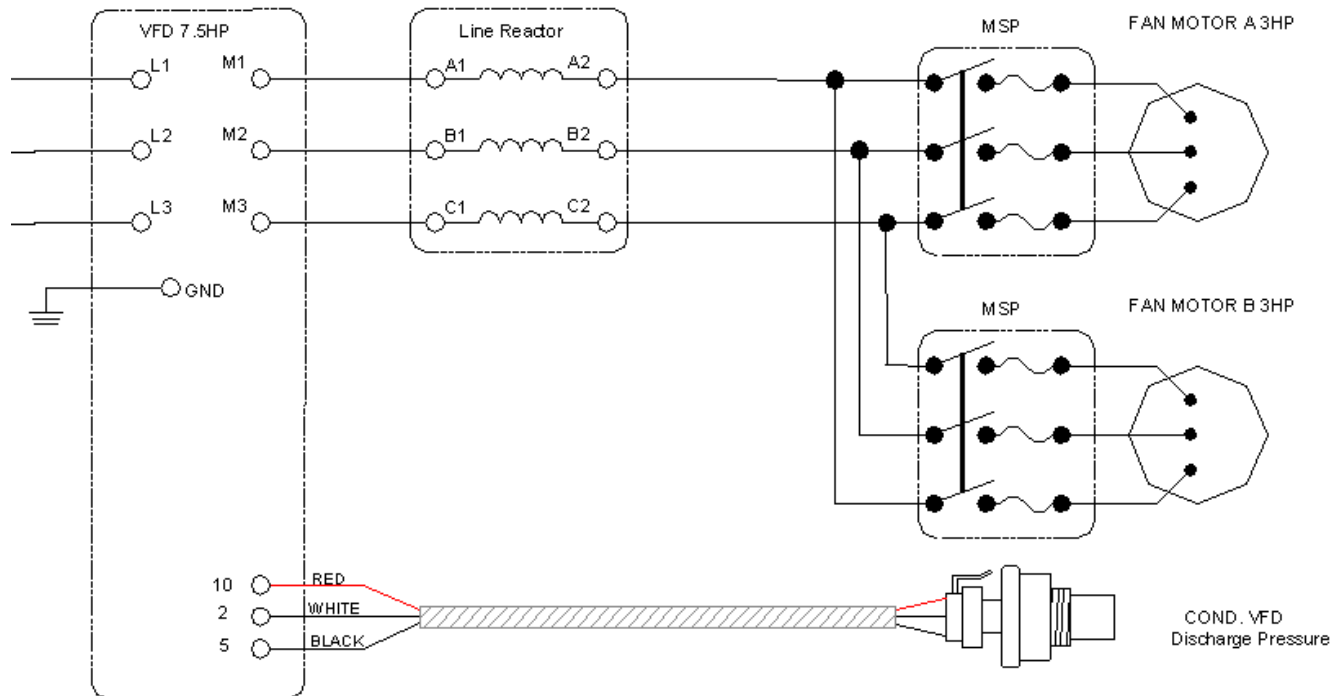 VFD 7.5HP
Line Reactor
MSP
FAN MOTOR A 3HP
L1
M1
A1
A2
L2
M2
B1
B2
L3
M3
C1
C2
GND
MSP
FAN MOTOR B 3HP
10
RED
2
WHITE
5
BLACK
COND. VFD
Discharge Pressure